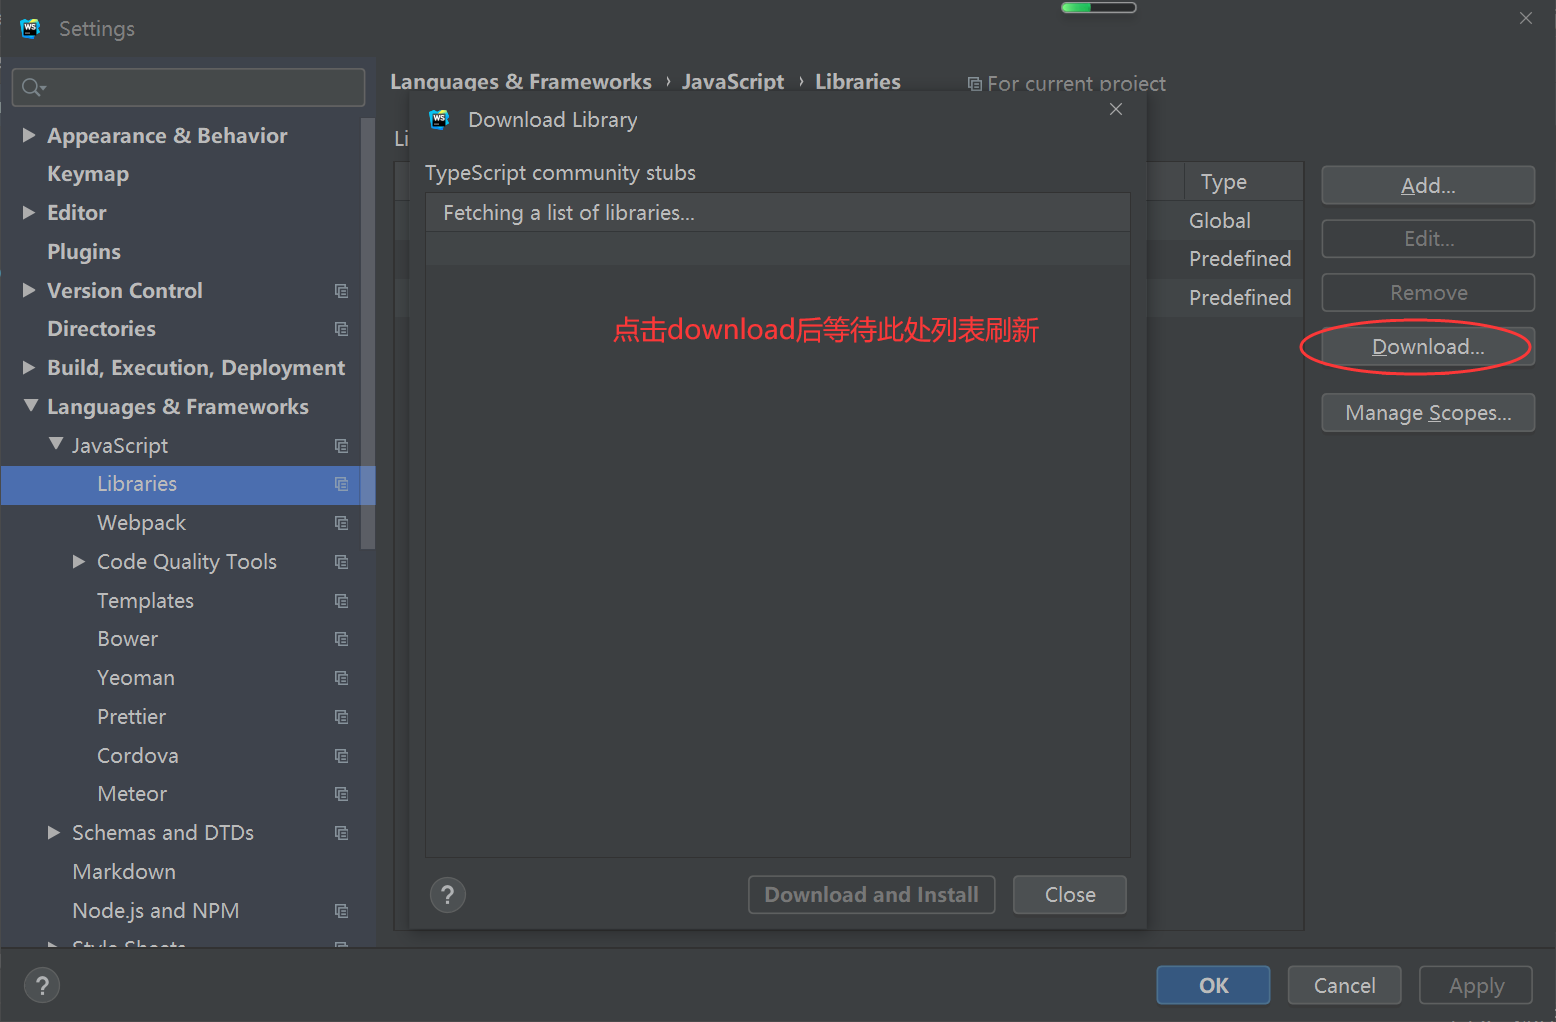 Settings
Languages & Frameworks › JavaScript › Libraries
For current project
Download Library
Li
TypeScript community stubs
Fetching a list of libraries...
点击download后等待此处列表刷新
Download and Install
Close
Type
Global
Predefined
Predefined
Add...
Edit...
Remove
Download...
Manage Scopes...
Appearance & Behavior
Keymap
Editor
Plugins
Version Control
Directories
Build, Execution, Deployment
Languages & Frameworks
JavaScript
Libraries
Webpack
Code Quality Tools
Templates
Bower
Yeoman
Prettier
Cordova
Meteor
Schemas and DTDs
Markdown
Node.js and NPM
Style Sheets
OK
Cancel
Apply